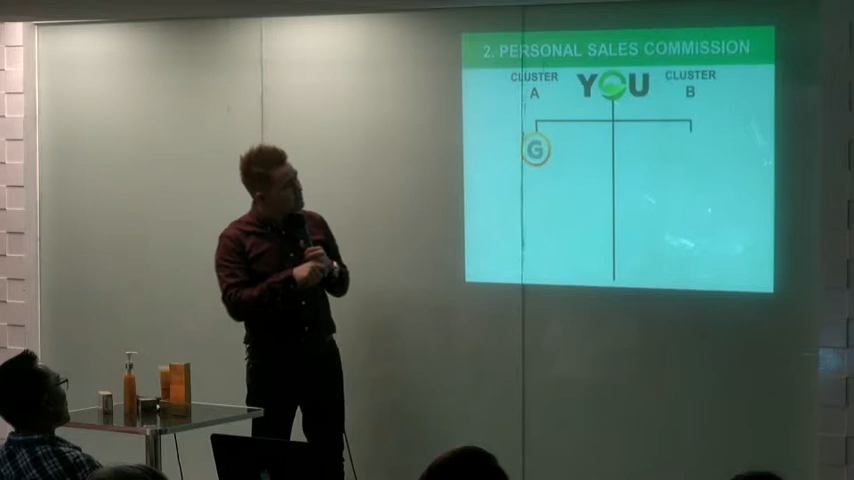 2. PERSONAL SALES COMMISSION
CLUSTER A
YOU
CLUSTER B
G